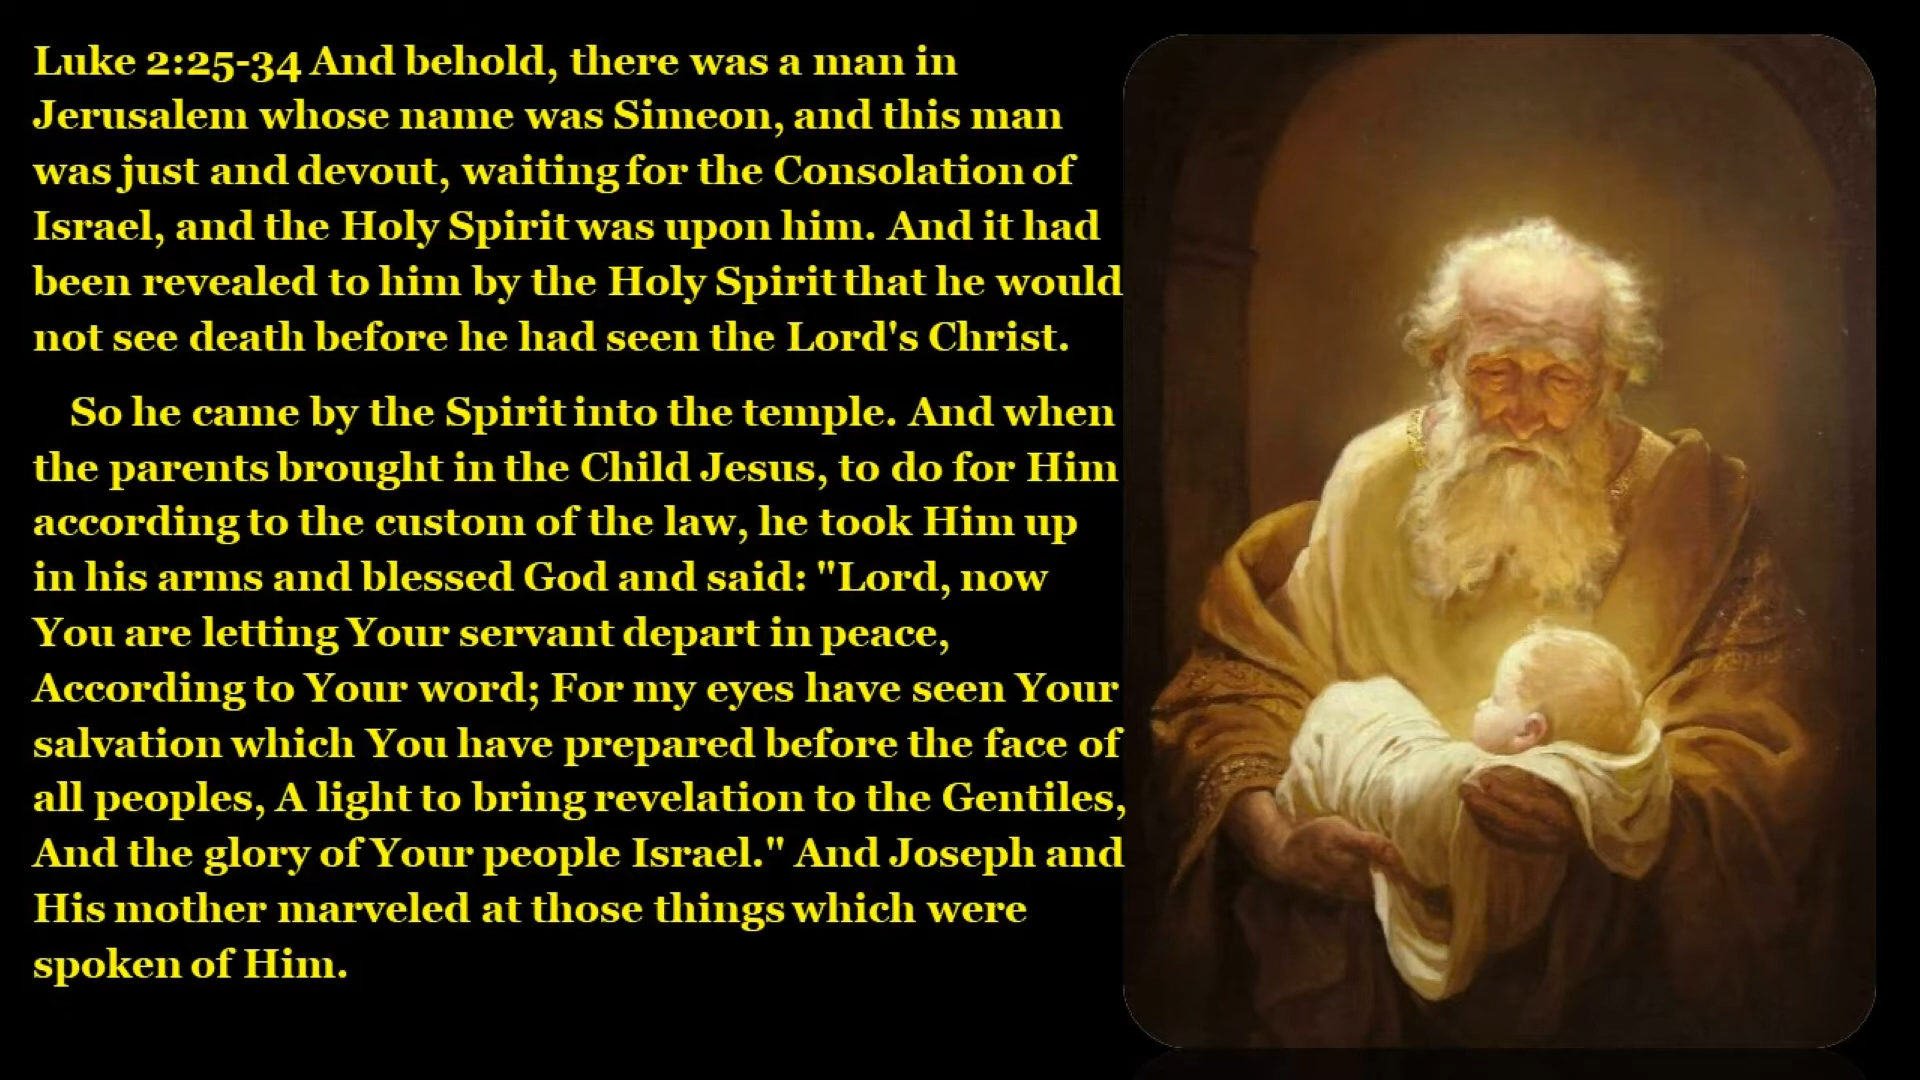 Luke 2:25-34 And behold, there was a man in
Jerusalem whose name was Simeon, and this man
was just and devout, waiting for the Consolation of
Israel, and the Holy Spirit was upon him. And it had
been revealed to him by the Holy Spirit that he would
not see death before he had seen the Lord's Christ.
So he came by the Spirit into the temple. And when
the parents brought in the Child Jesus, to do for Him
according to the custom of the law, he took Him up
in his arms and blessed God and said: "Lord, now
You are letting Your servant depart in peace,
According to Your word; For my eyes have seen Your
salvation which You have prepared before the face of
all peoples, A light to bring revelation to the Gentiles,
And the glory of Your people Israel." And Joseph and
His mother marveled at those things which were
spoken of Him.